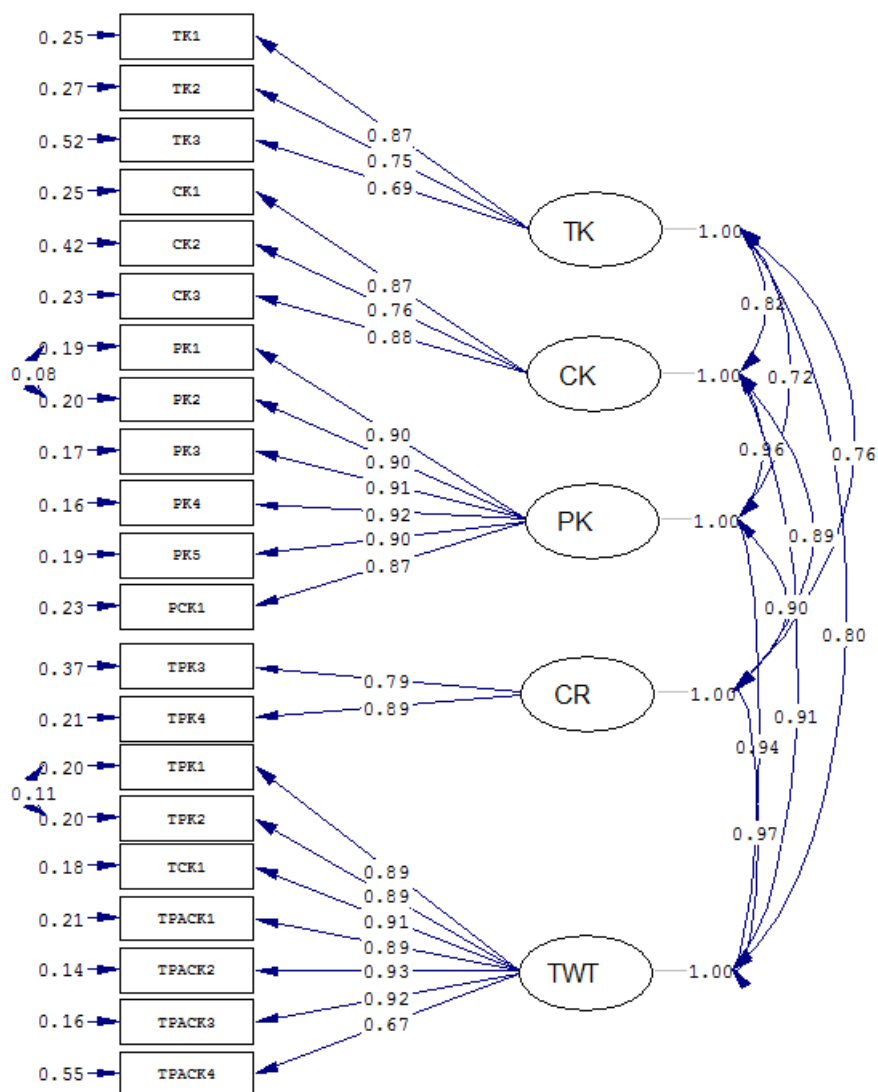 0.25 TK1
0.27 TK2
0.87
0.52 TK3
0.75
0.69
0.25 CK1
TK 1.00
0.42 CK2
0.87
0.76
0.23 CK3
0.82
0.88
0.19 PK1
0.08
CK 1.00
0.72
0.20 PK2
0.90
0.90
0.96
0.76
0.17 PK3
0.91
0.92
0.16 PK4
PK 1.00
0.90
0.89
0.19 PK5
0.87
0.23 PCK1
0.90
0.80
0.37 TPK3
0.79
CR 1.00
0.89
0.21 TPK4
0.91
0.94
0.20 TPK1
0.11
0.20 TPK2
0.97
0.18 TCK1
0.89
0.89
0.21 TPACK1
0.91
0.89
0.14 TPACK2
0.93
TWT 1.00
0.92
0.16 TPACK3
0.67
0.55 TPACK4